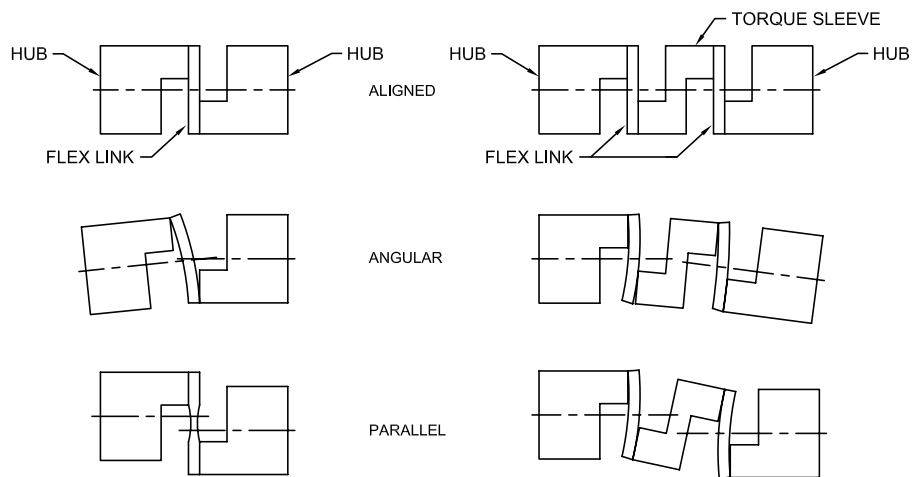 TORQUE SLEEVE
HUB
HUB
HUB
HUB
ALIGNED
FLEX LINK
FLEX LINK
ANGULAR
PARALLEL